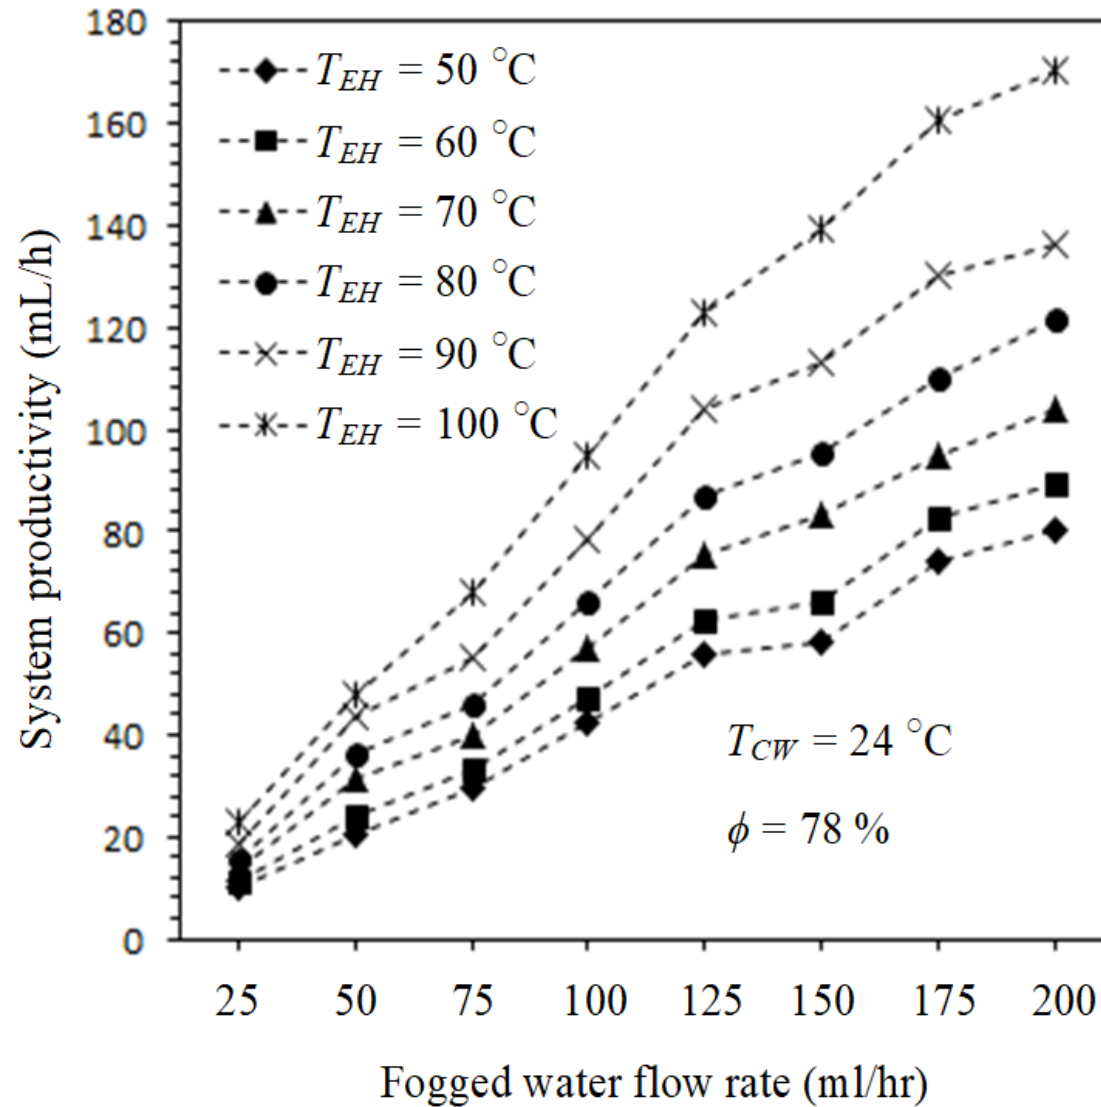 180
160
140
120
100
80
60
40
20
0
System productivity (mL/h)
T_EH = 50 °C
T_EH = 60 °C
T_EH = 70 °C
T_EH = 80 °C
T_EH = 90 °C
T_EH = 100 °C
T_CW = 24 °C
ϕ = 78 %
25 50 75 100 125 150 175 200
Fogged water flow rate (ml/hr)